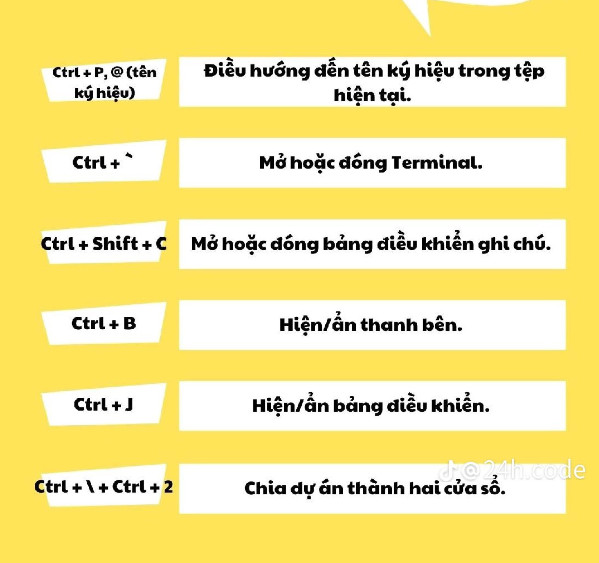 Ctrl + P, @ (tên
ký hiệu)
Điều hướng đến tên ký hiệu trong tệp
hiện tại.
Ctrl + `
Mở hoặc đóng Terminal.
Ctrl + Shift + C
Mở hoặc đóng bảng điều khiển ghi chú.
Ctrl + B
Hiện/ẩn thanh bên.
Ctrl + J
Hiện/ẩn bảng điều khiển.
Ctrl + \ + Ctrl + 2
Chia dự án thành hai cửa sổ.
@24h.code